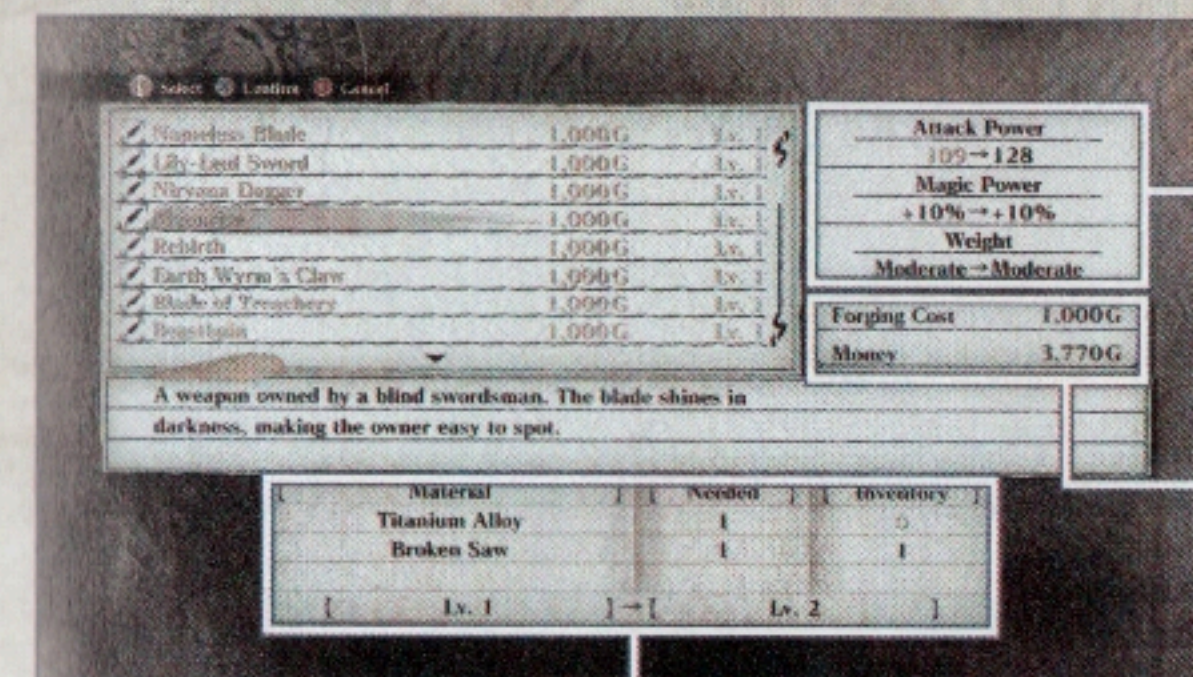 Select Confirm Cancel
Nameless Blade 1,000G Lv. 1
Lily-Leaf Sword 1,000G Lv. 1
Nirvana Dagger 1,000G Lv. 1
1,000G Lv. 1
Rebirth 1,000G Lv. 1
Earth Wyrm's Claw 1,000G Lv. 1
Blade of Treachery 1,000G Lv. 1
Beastbain 1,000G Lv. 1
Attack Power
109→128
Magic Power
+10%→+10%
Weight
Moderate→Moderate
Forging Cost 1,000G
Money 3,770G
A weapon owned by a blind swordsman. The blade shines in
darkness, making the owner easy to spot.
[ Material ] [ Needed ] [ Inventory ]
Titanium Alloy 1
Broken Saw 1 1
[ Lv. 1 ]→[ Lv. 2 ]